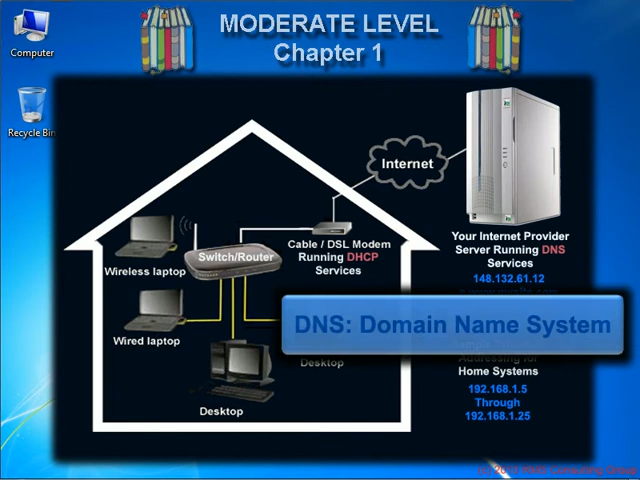 Computer
Recycle Bin
MODERATE LEVEL
Chapter 1
Internet
Your Internet Provider
Server Running DNS
Services
148.132.61.12
Cable / DSL Modem
Running DHCP
Services
Switch/Router
Wireless laptop
Wired laptop
DNS: Domain Name System
Desktop
Desktop
Addressing for
Home Systems
192.168.1.5
Through
192.168.1.25
Consulting Group